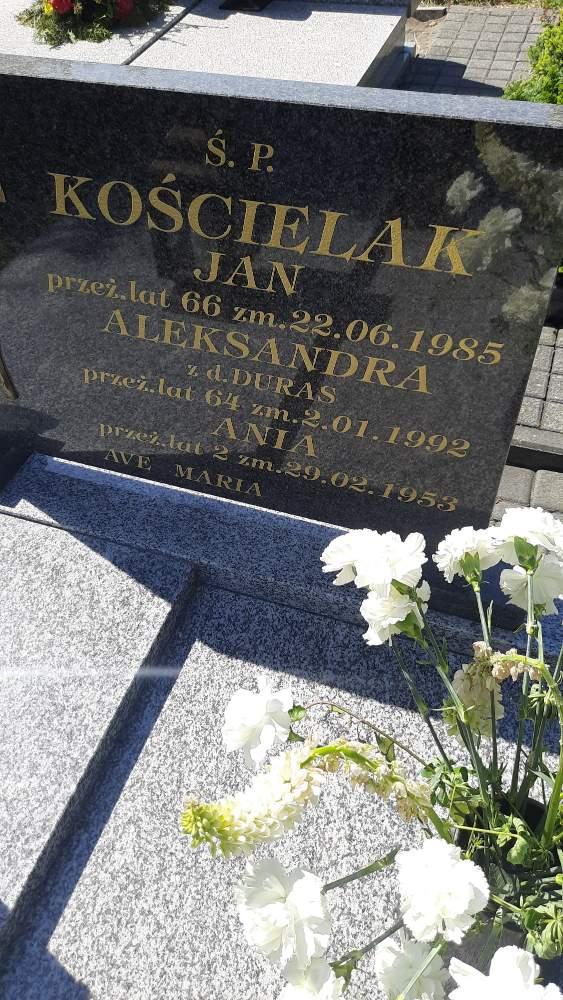 Ś. P.
KOŚCIELAK
JAN
przeż.lat 66 zm.22.06.1985
ALEKSANDRA
z d.DURAS
przeż.lat 64 zm.2.01.1992
ANIA
przeż.lat 2 zm.29.02.1953
AVE MARIA